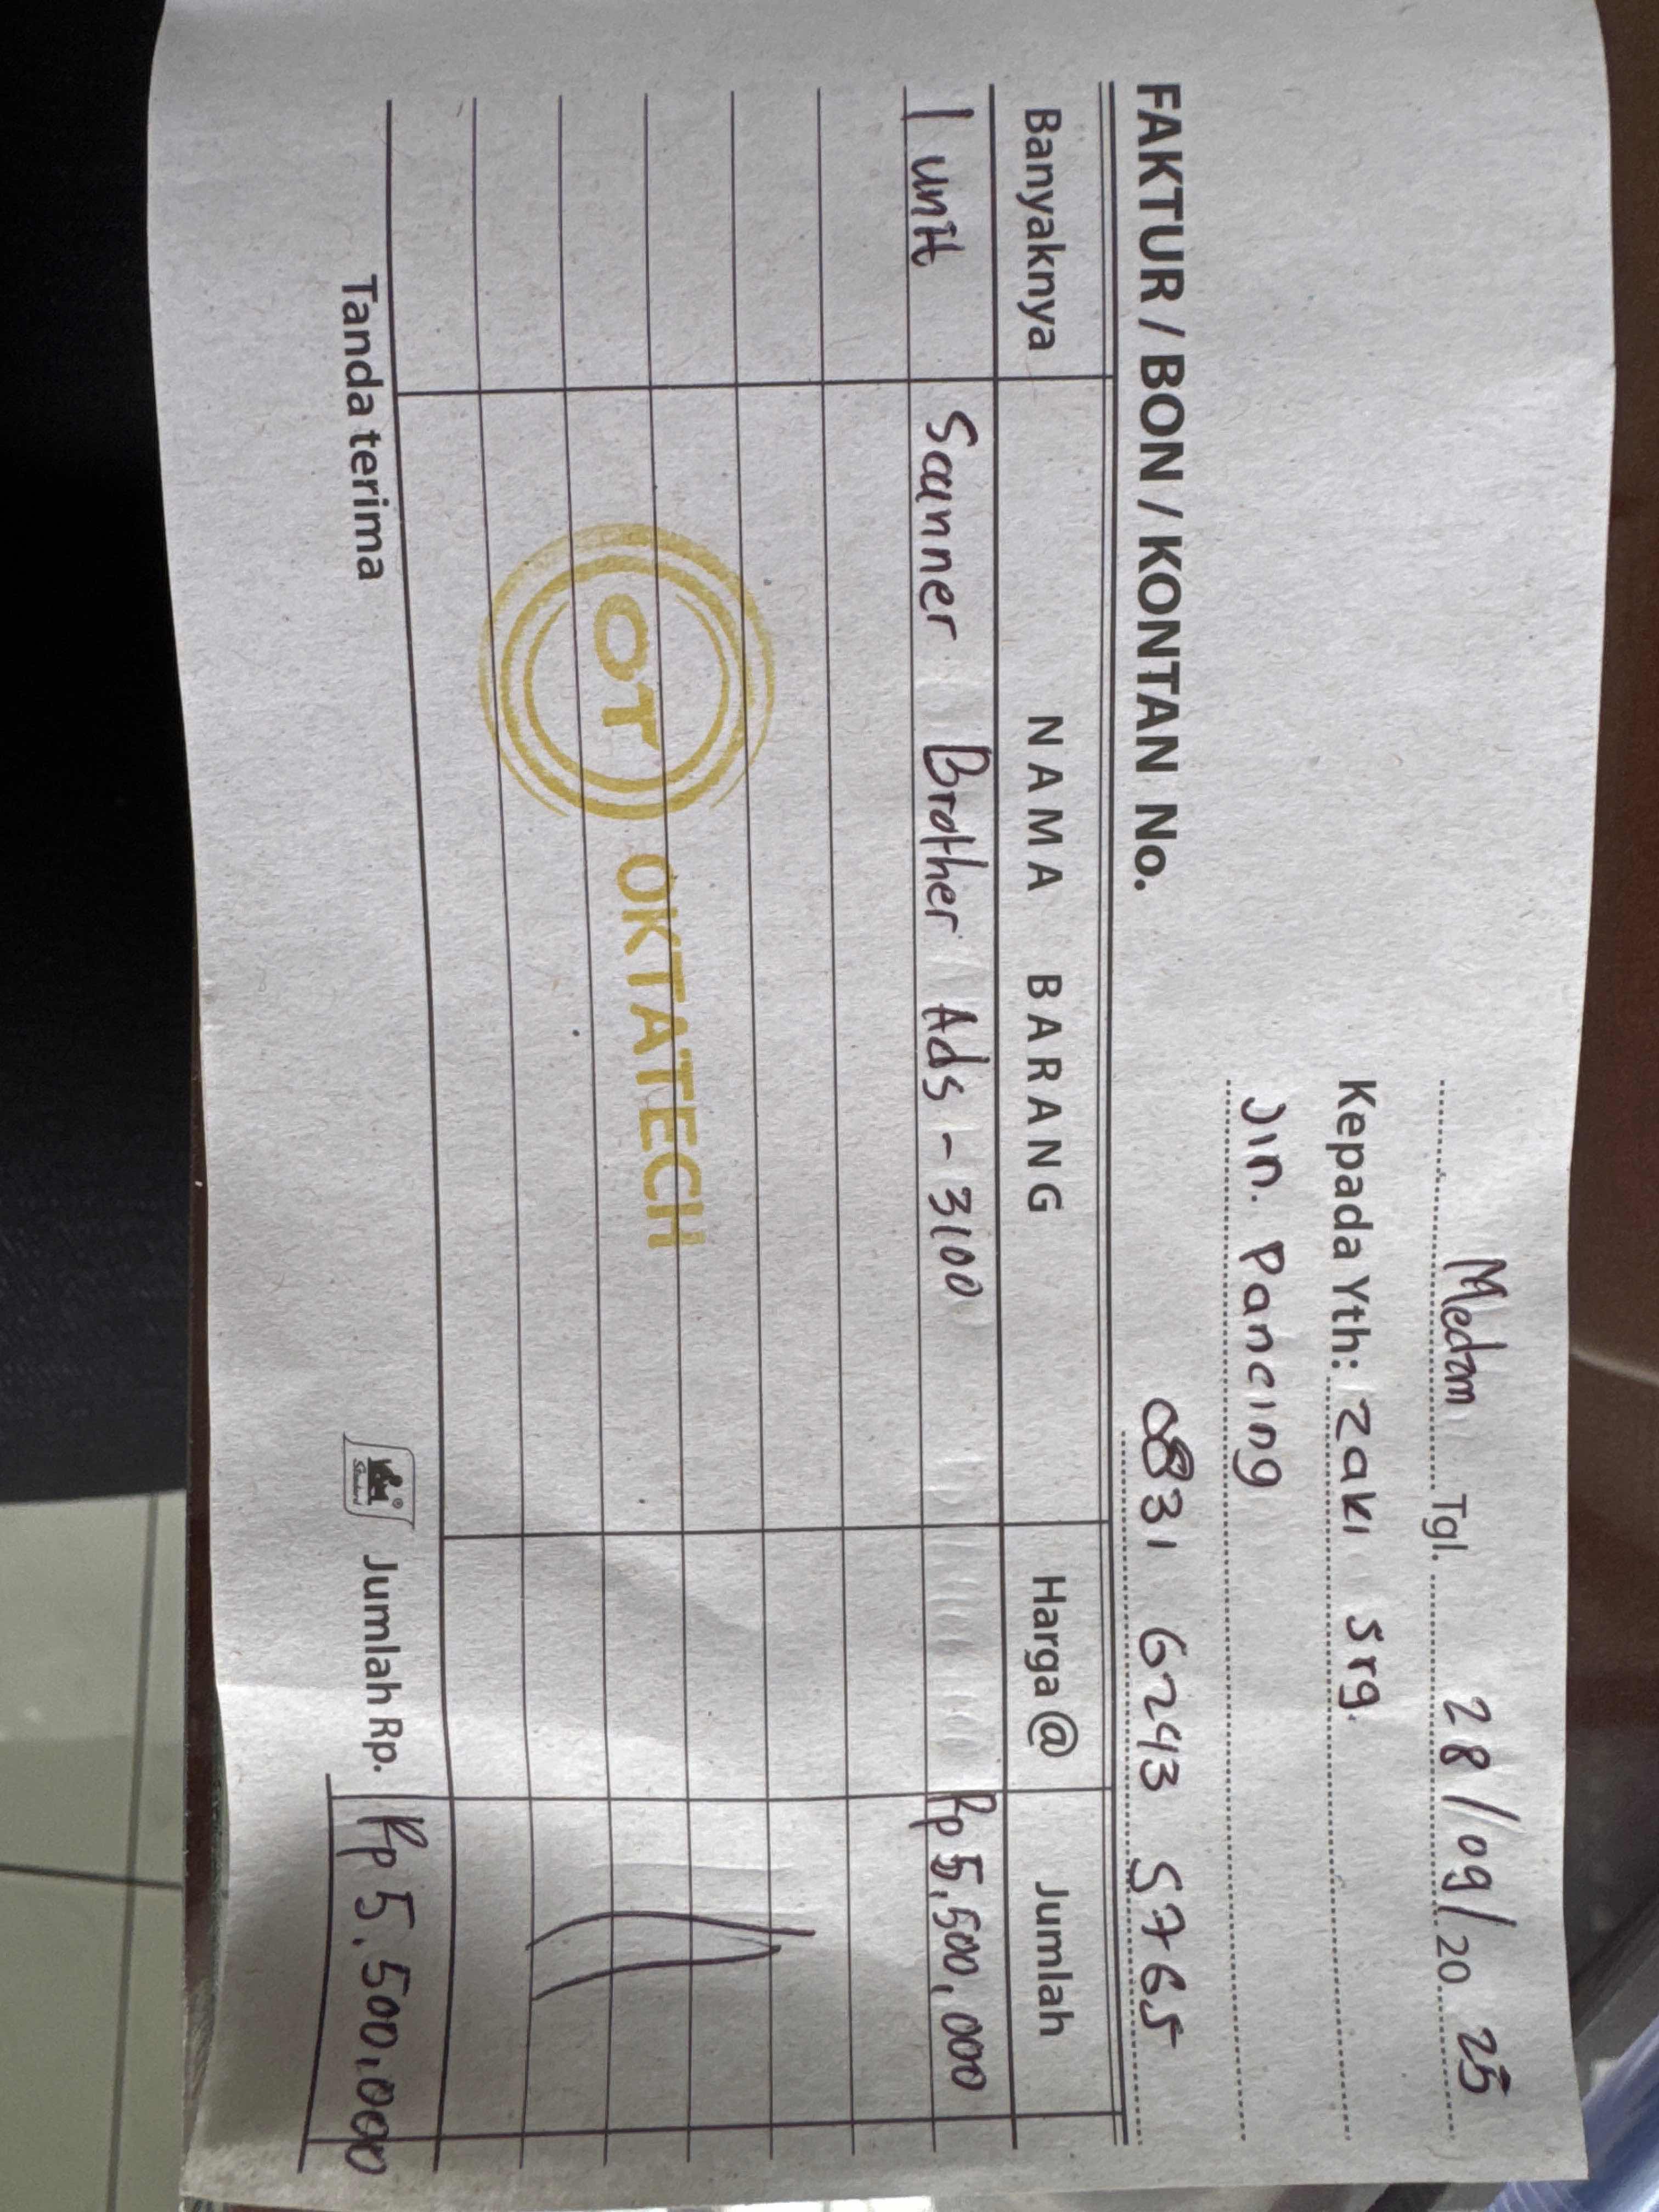 Medan Tgl. 28/09/2025
Kepada Yth: Zaki Srg.
Jln. Pancing
0831 6243 5765
FAKTUR / BON / KONTAN No.
Banyaknya NAMA BARANG Harga @ Jumlah
1 unit Scanner Brother Ads - 3100 Rp 5.500.000
OT OKTATECH
Tanda terima Standard Jumlah Rp. Rp 5.500.000